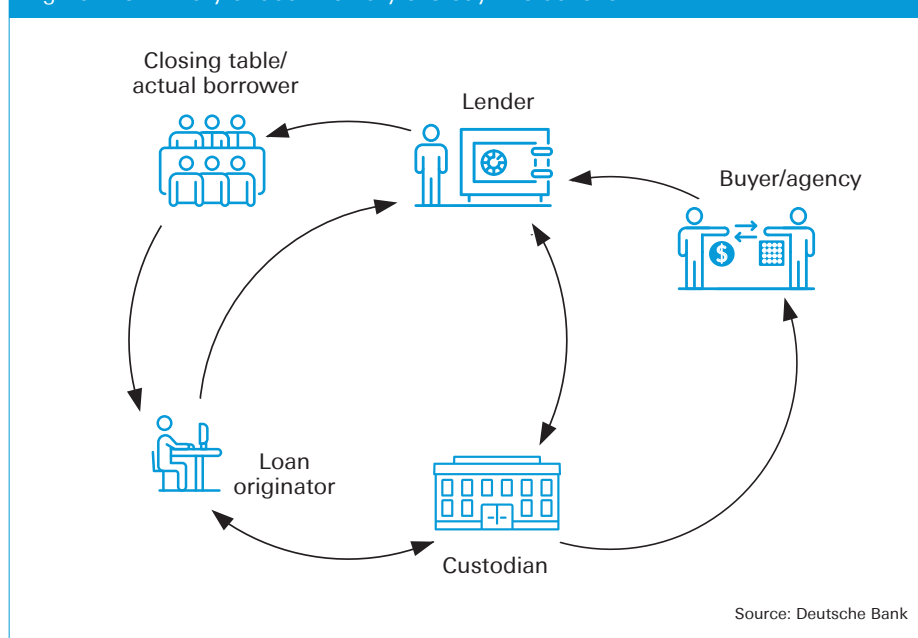 Closing table/
actual borrower
Lender
Buyer/agency
$
Loan
originator
Custodian
Source: Deutsche Bank